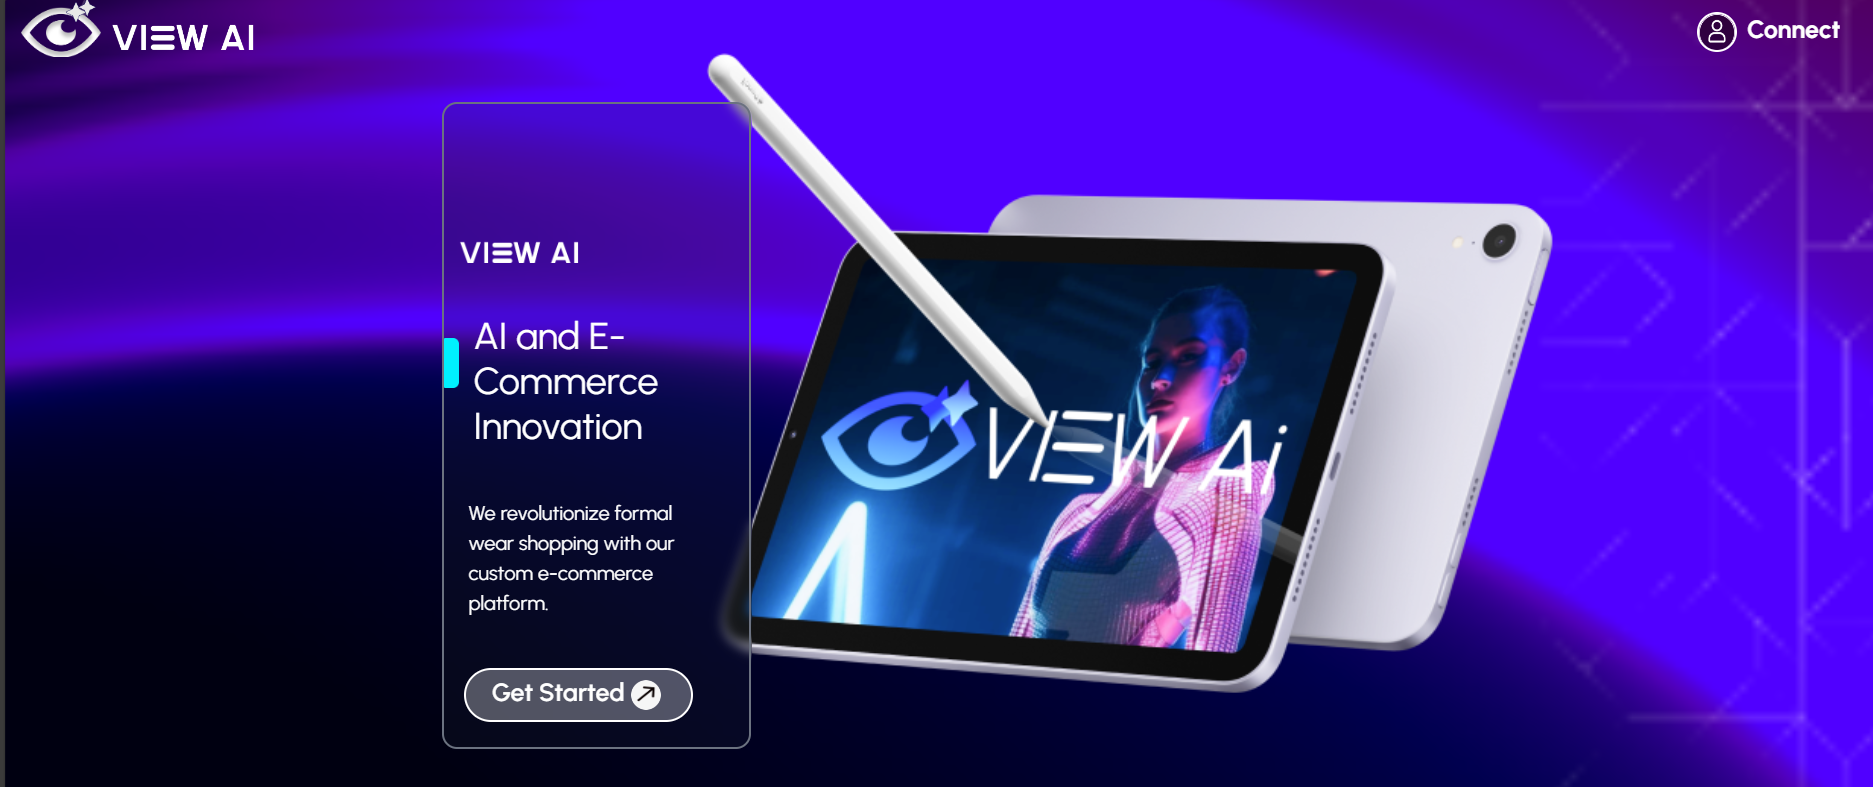 VIEW AI
Connect
VIEW AI
AI and E-
Commerce
Innovation
We revolutionize formal
wear shopping with our
custom e-commerce
platform.
Get Started
VIEW Ai